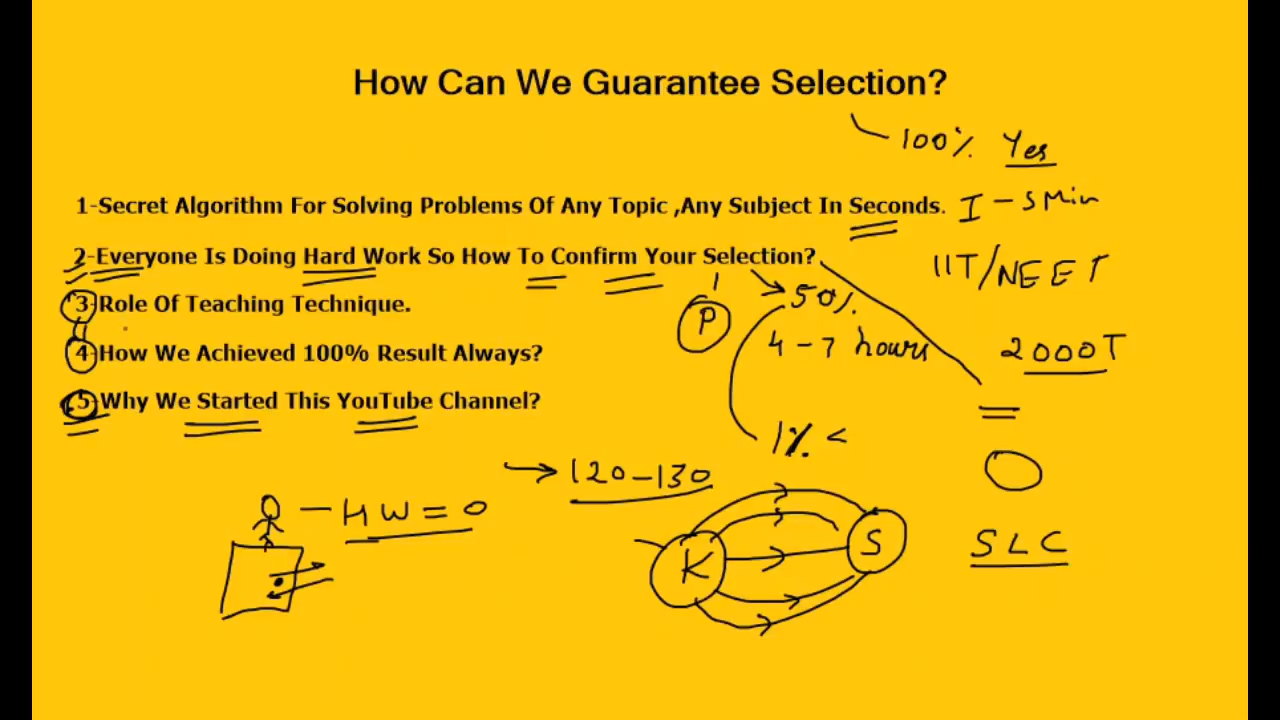 How Can We Guarantee Selection?
100% Yes
1-Secret Algorithm For Solving Problems Of Any Topic ,Any Subject In Seconds.
I - 5 Min
2-Everyone Is Doing Hard Work So How To Confirm Your Selection?
IIT/NEET
3-Role Of Teaching Technique.
P
50%
4-How We Achieved 100% Result Always?
4-7 hours
2000T
5-Why We Started This YouTube Channel?
1% <
120-130
- HW = 0
K
S
SLC